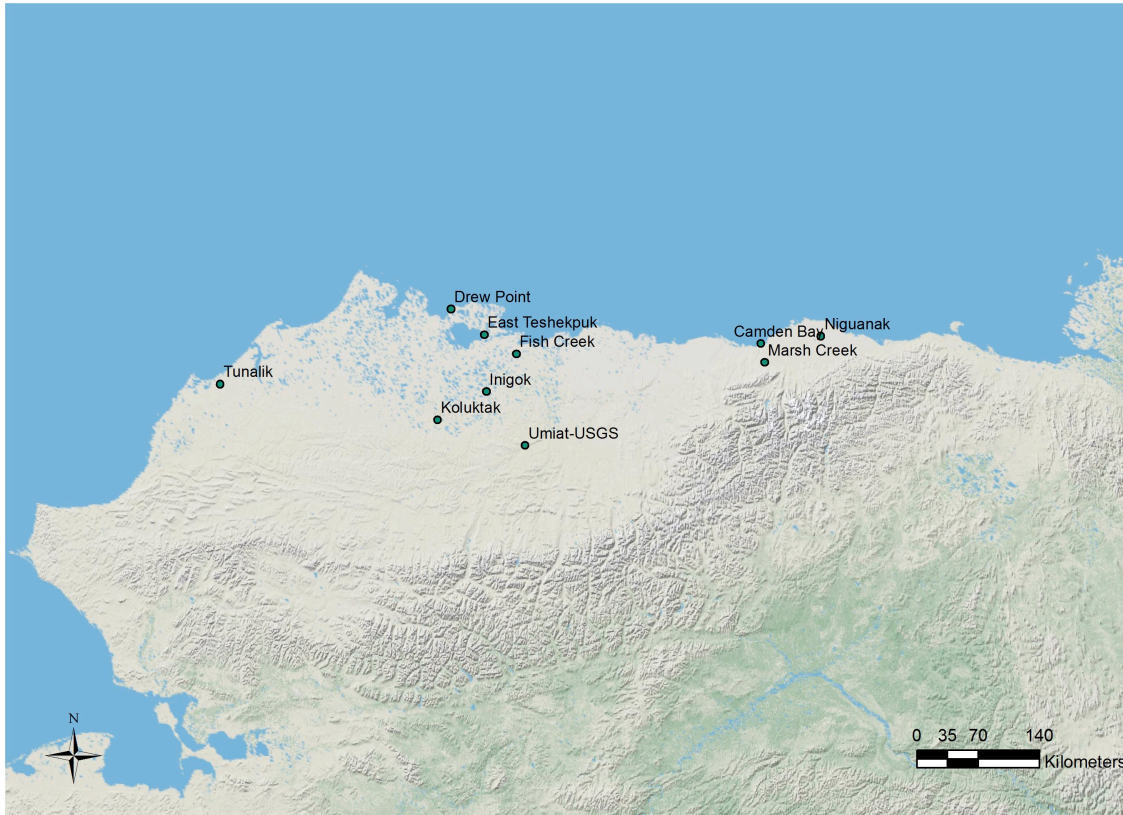 Drew Point
East Teshekpuk
Niguanak
Camden Bay
Fish Creek
Marsh Creek
Tunalik
Inigok
Koluktak
Umiat-USGS
N
0 35 70 140
Kilometers